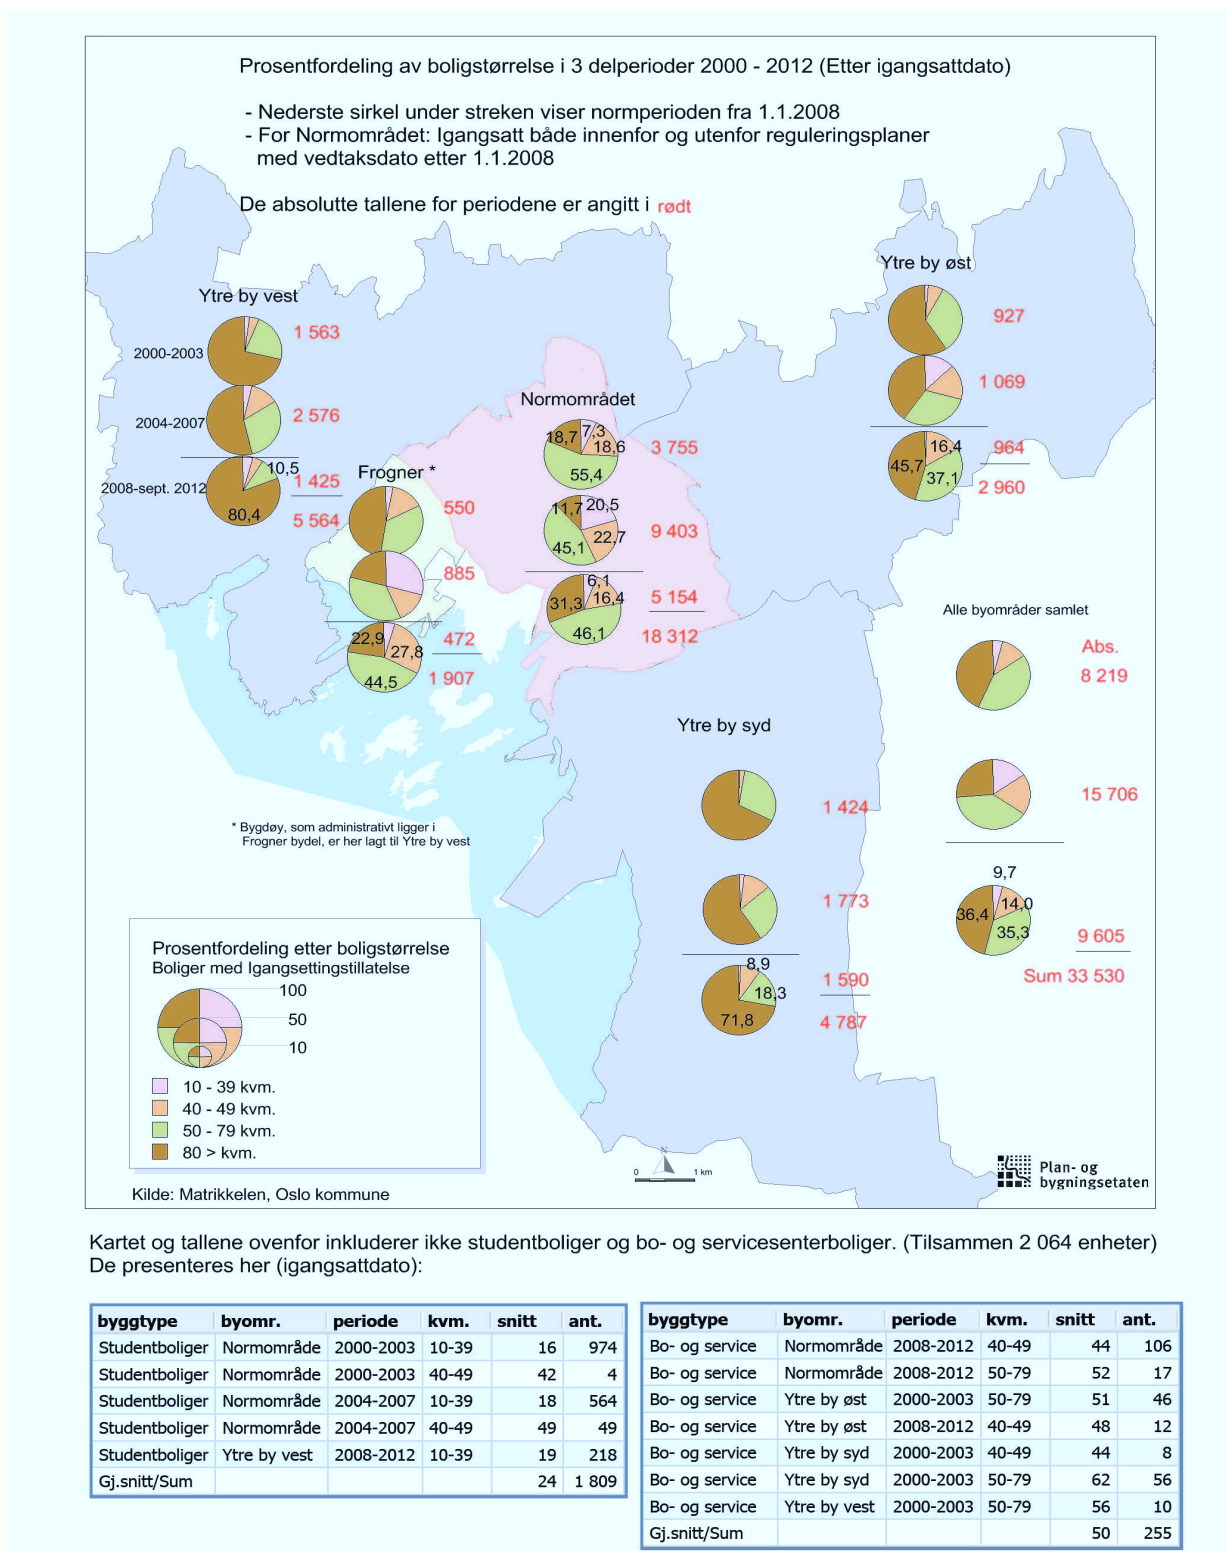 Prosentfordeling av boligstørrelse i 3 delperioder 2000 - 2012 (Etter igangsattdato)
- Nederste sirkel under streken viser normperioden fra 1.1.2008
- For Normområdet: Igangsatt både innenfor og utenfor reguleringsplaner
med vedtaksdato etter 1.1.2008
De absolutte tallene for periodene er angitt i rødt
Ytre by vest
2000-2003
1 563
2004-2007
2 576
2008-sept. 2012
10,5
80,4
1 425
5 564
Frogner *
550
885
22,9
27,8
44,5
472
1 907
Normområdet
18,7
7,3
18,6
55,4
3 755
11,7
20,5
22,7
45,1
9 403
6,1
16,4
31,3
46,1
5 154
18 312
Ytre by øst
927
1 069
16,4
45,7
37,1
964
2 960
Alle byområder samlet
Abs.
8 219
15 706
9,7
14,0
36,4
35,3
9 605
Sum 33 530
Ytre by syd
1 424
1 773
8,9
18,3
71,8
1 590
4 787
* Bygdøy, som administrativt ligger i
Frogner bydel, er her lagt til Ytre by vest
Prosentfordeling etter boligstørrelse
Boliger med Igangsettingstillatelse
100
50
10
10 - 39 kvm.
40 - 49 kvm.
50 - 79 kvm.
80 > kvm.
Kilde: Matrikkelen, Oslo kommune
N
0 1 km
Plan- og
bygningsetaten
Kartet og tallene ovenfor inkluderer ikke studentboliger og bo- og servicesenterboliger. (Tilsammen 2 064 enheter)
De presenteres her (igangsattdato):
byggtype byomr. periode kvm. snitt ant.
Studentboliger Normområde 2000-2003 10-39 16 974
Studentboliger Normområde 2000-2003 40-49 42 4
Studentboliger Normområde 2004-2007 10-39 18 564
Studentboliger Normområde 2004-2007 40-49 49 49
Studentboliger Ytre by vest 2008-2012 10-39 19 218
Gj.snitt/Sum 24 1 809
byggtype byomr. periode kvm. snitt ant.
Bo- og service Normområde 2008-2012 40-49 44 106
Bo- og service Normområde 2008-2012 50-79 52 17
Bo- og service Ytre by øst 2000-2003 50-79 51 46
Bo- og service Ytre by øst 2008-2012 40-49 48 12
Bo- og service Ytre by syd 2000-2003 40-49 44 8
Bo- og service Ytre by syd 2000-2003 50-79 62 56
Bo- og service Ytre by vest 2000-2003 50-79 56 10
Gj.snitt/Sum 50 255